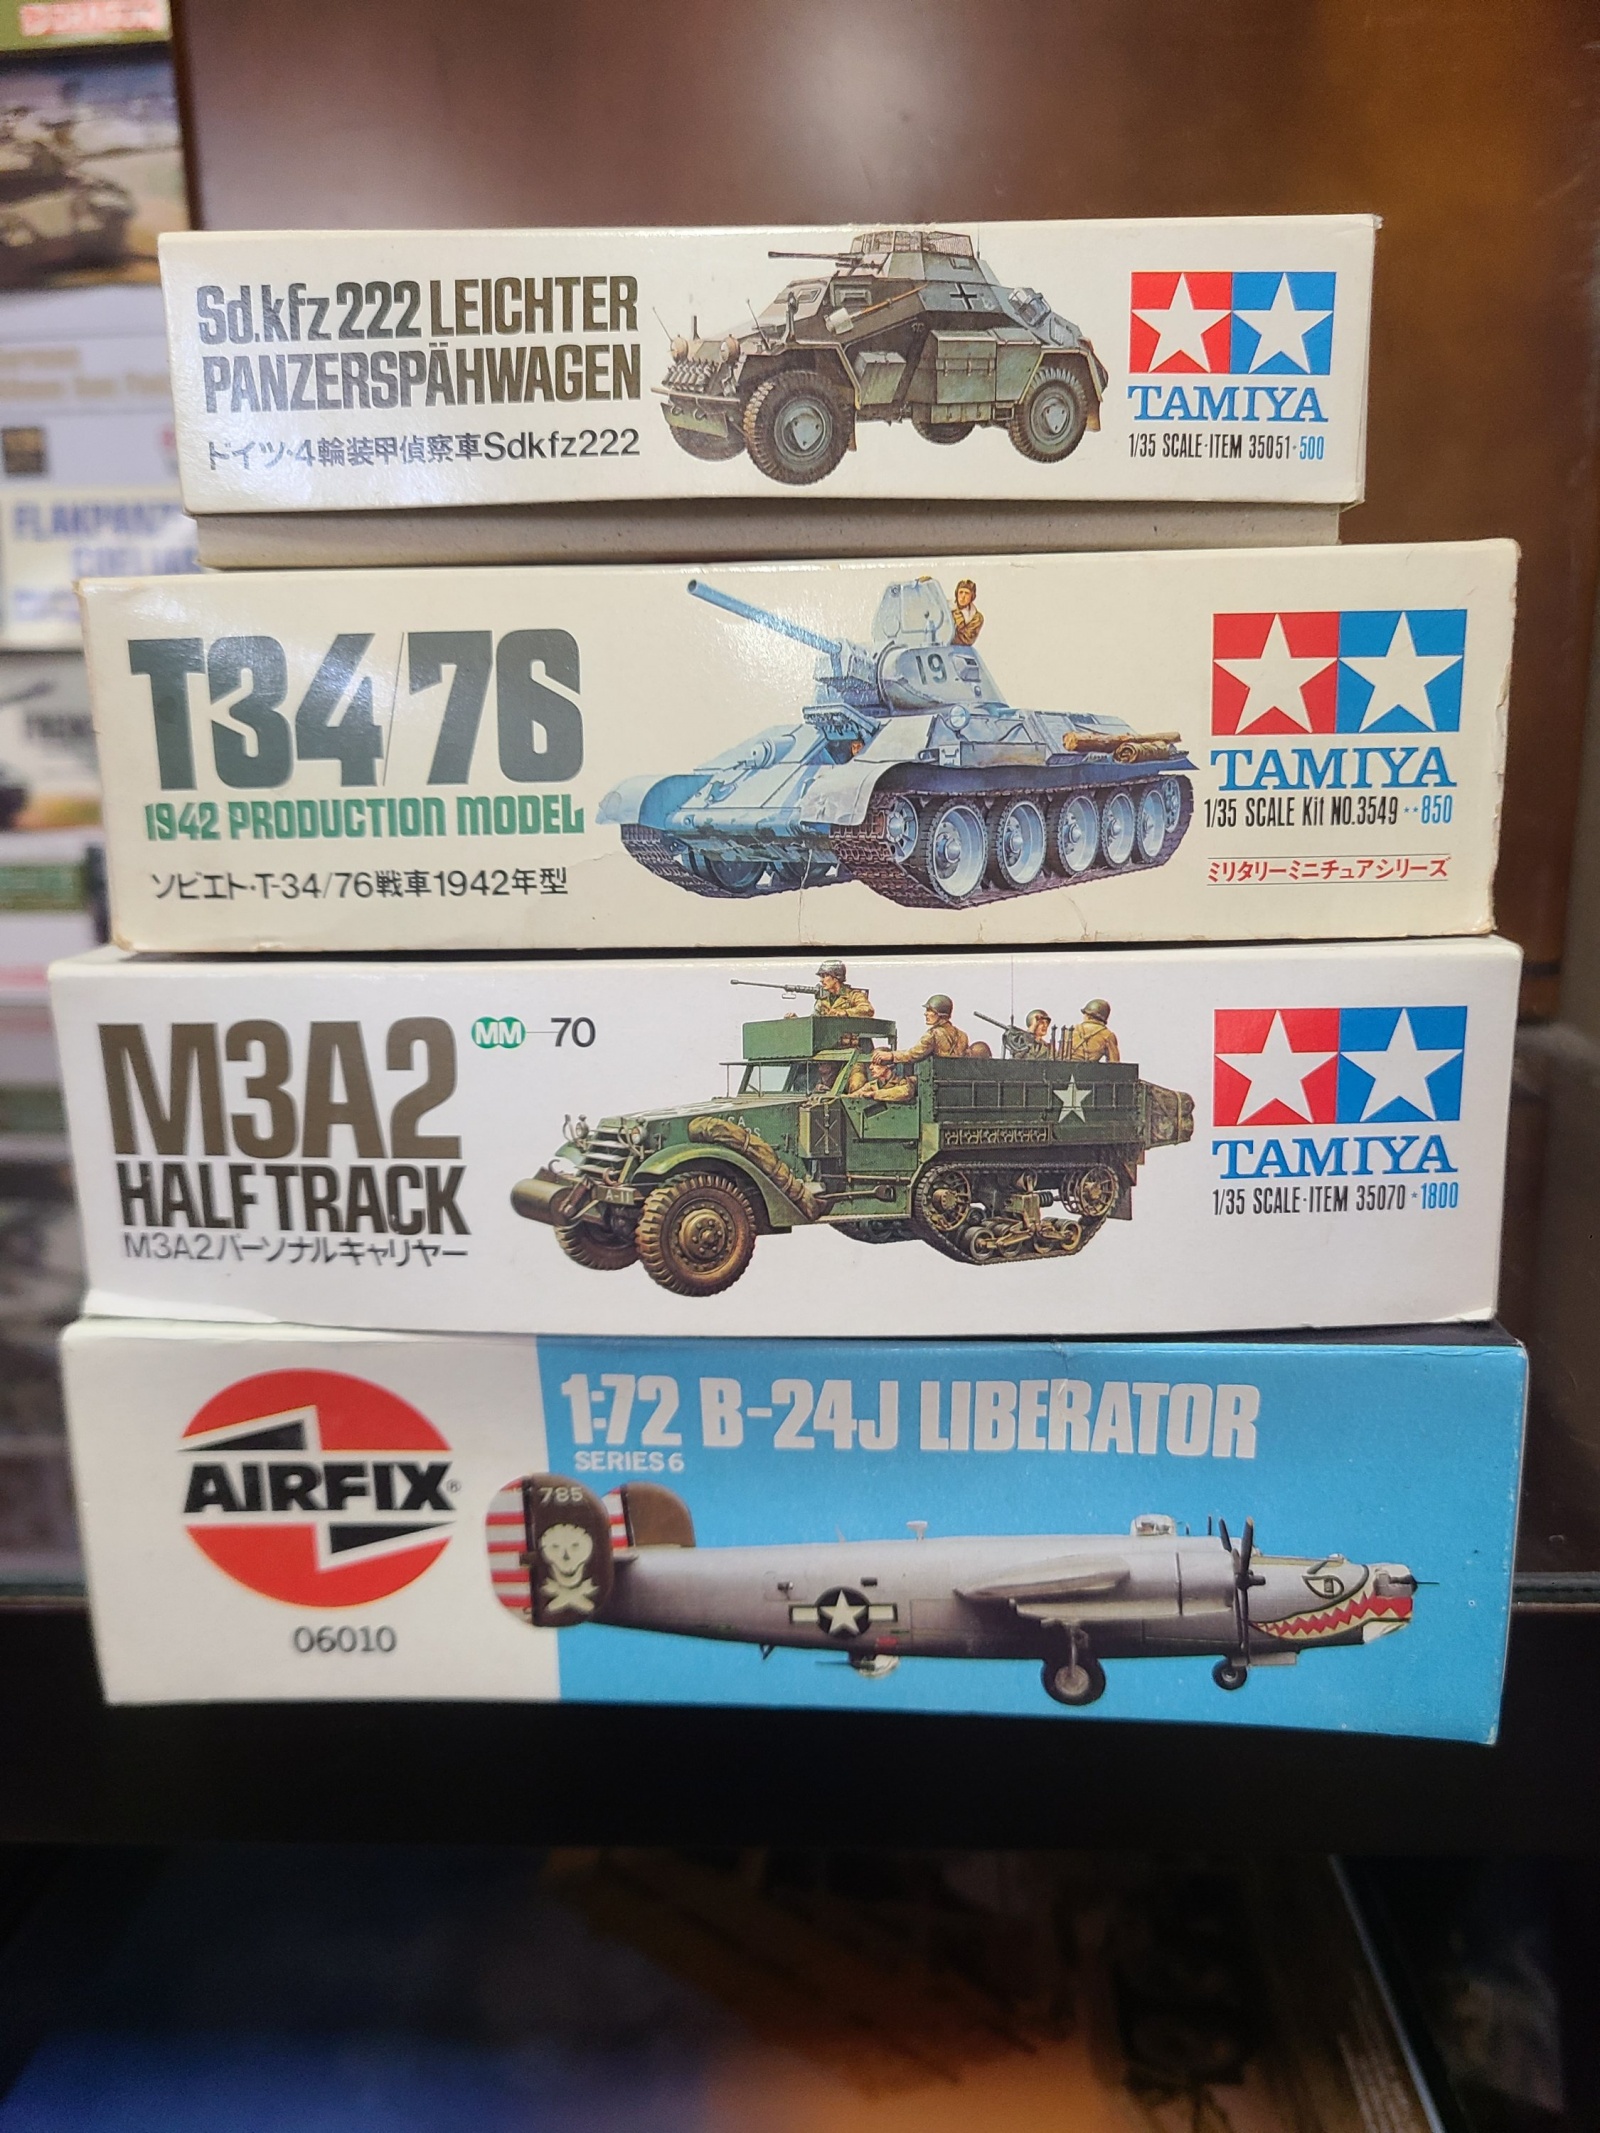 DRAGON
FLAKPANZ
Sd.kfz 222 LEICHTER
PANZERSPÄHWAGEN
ドイツ・4輪装甲偵察車Sdkfz222
TAMIYA
1/35 SCALE·ITEM 35051·500
T34/76
1942 PRODUCTION MODEL
ソビエト・T-34/76戦車1942年型
19
TAMIYA
1/35 SCALE Kit NO.3549 ··850
ミリタリーミニチュアシリーズ
M3A2
MM 70
HALF TRACK
M3A2パーソナルキャリヤー
A-11
TAMIYA
1/35 SCALE·ITEM 35070 ·1800
AIRFIX®
06010
1:72 B-24J LIBERATOR
SERIES 6
785